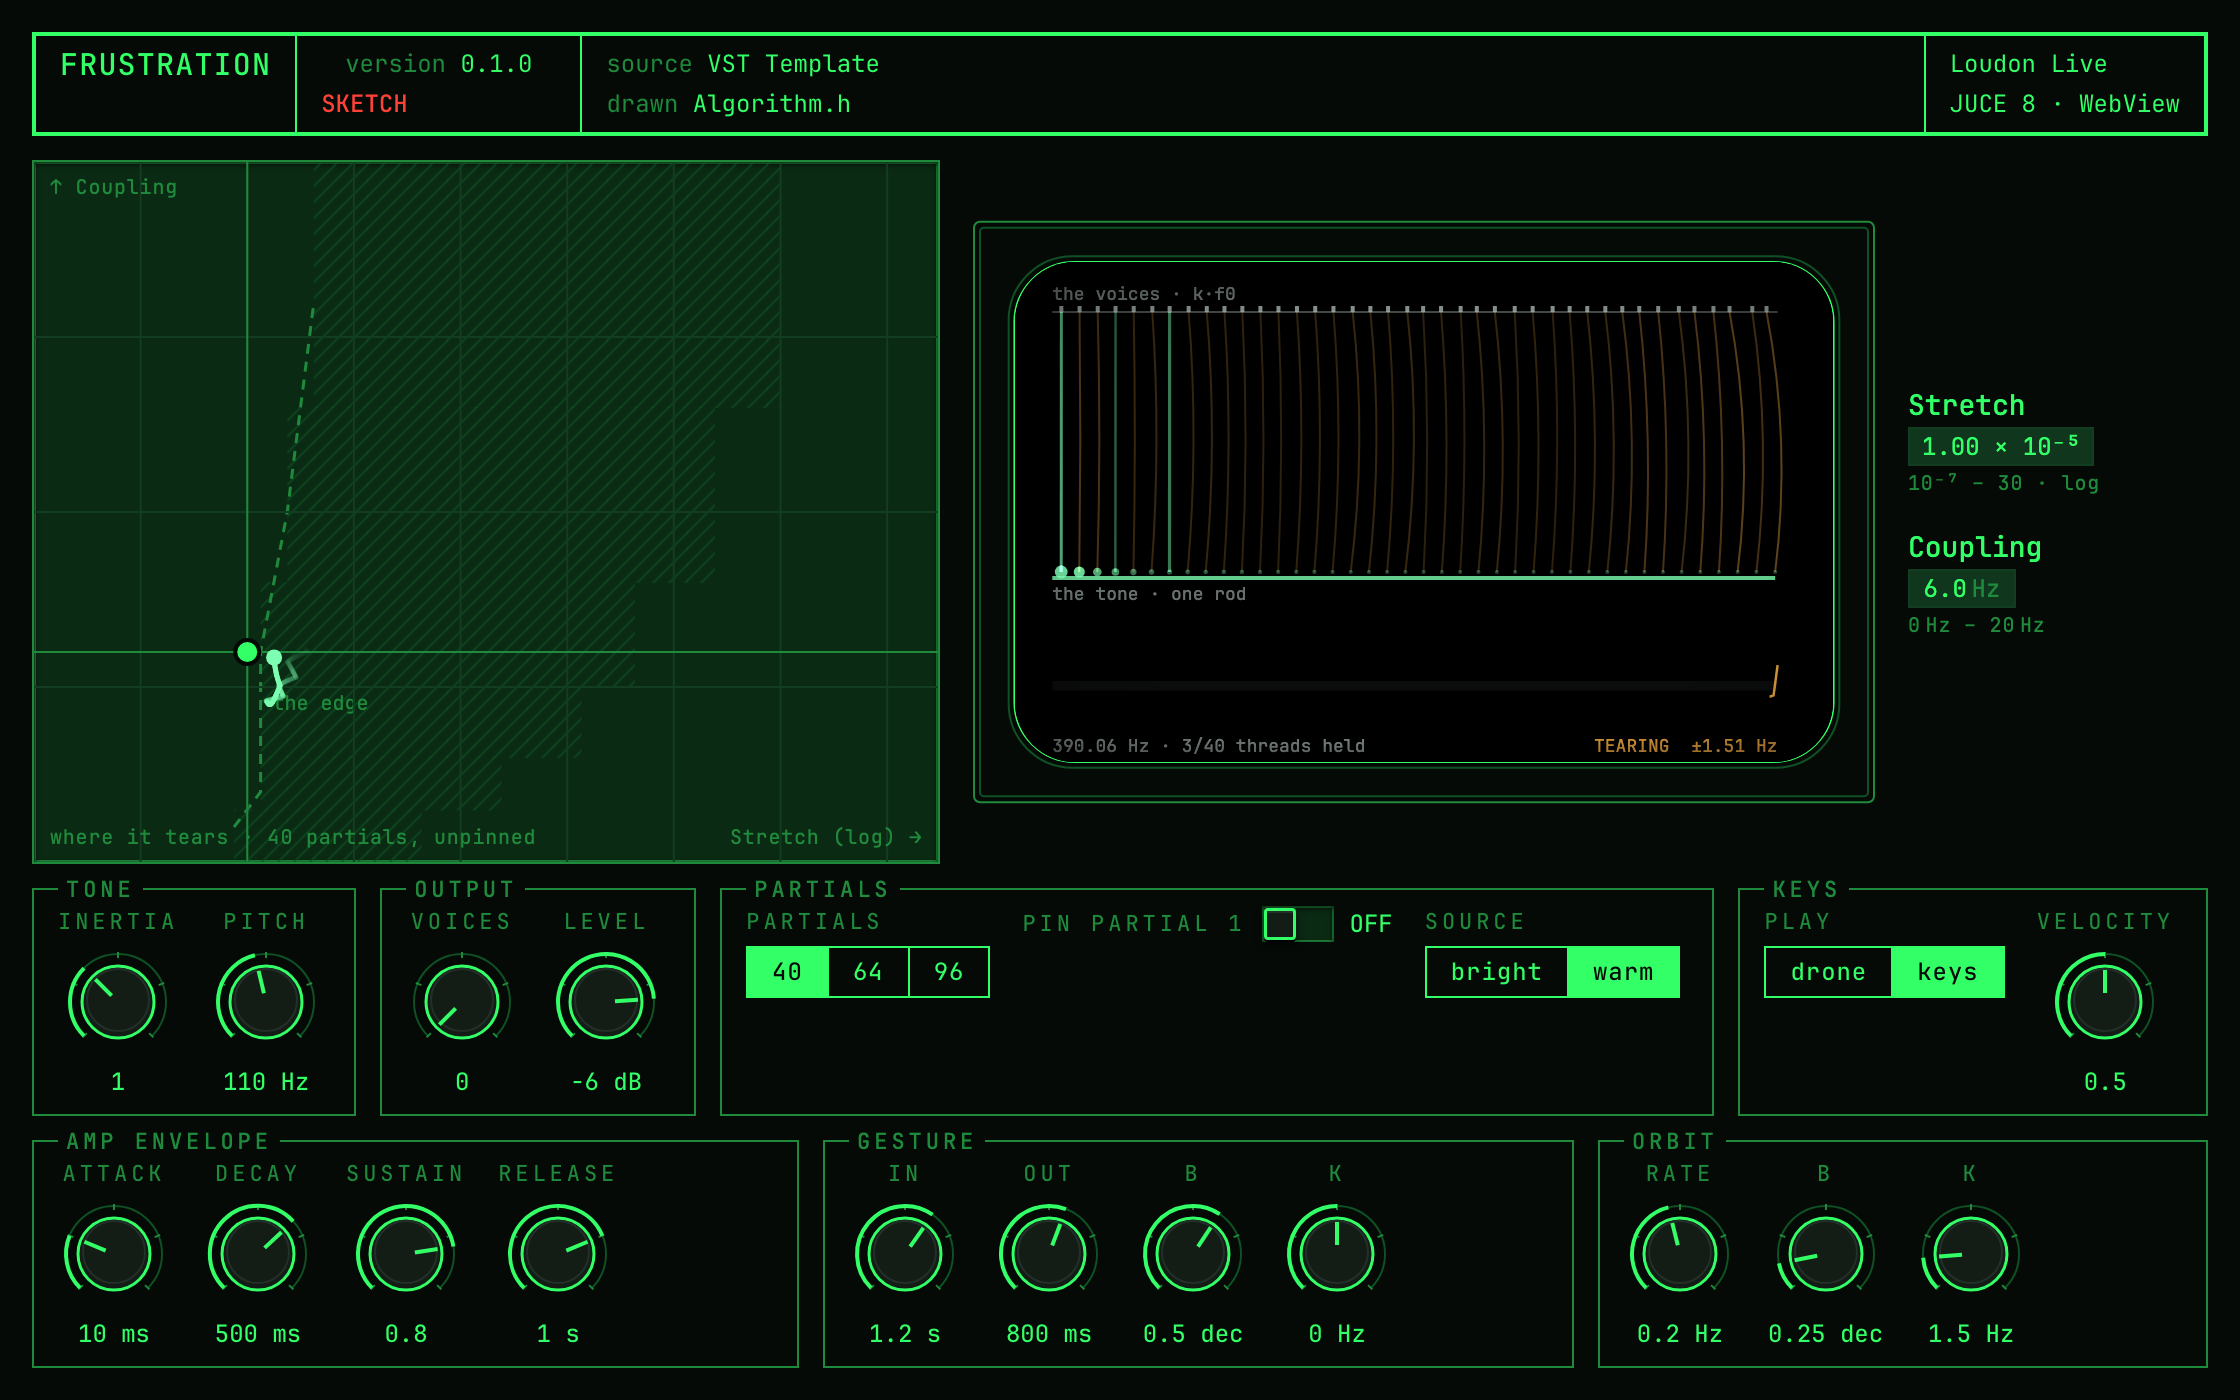 FRUSTRATION
version 0.1.0
SKETCH
source VST Template
drawn Algorithm.h
Loudon Live
JUCE 8 · WebView
↑ Coupling
the edge
where it tears · 40 partials, unpinned
Stretch (log) →
the voices · k·f0
the tone · one rod
390.06 Hz · 3/40 threads held
TEARING ±1.51 Hz
Stretch
1.00 × 10⁻⁵
10⁻⁷ – 30 · log
Coupling
6.0 Hz
0 Hz – 20 Hz
TONE
INERTIA PITCH
1 110 Hz
OUTPUT
VOICES LEVEL
0 -6 dB
PARTIALS
PARTIALS PIN PARTIAL 1 OFF SOURCE
40 64 96 bright warm
KEYS
PLAY VELOCITY
drone keys
0.5
AMP ENVELOPE
ATTACK DECAY SUSTAIN RELEASE
10 ms 500 ms 0.8 1 s
GESTURE
IN OUT B K
1.2 s 800 ms 0.5 dec 0 Hz
ORBIT
RATE B K
0.2 Hz 0.25 dec 1.5 Hz